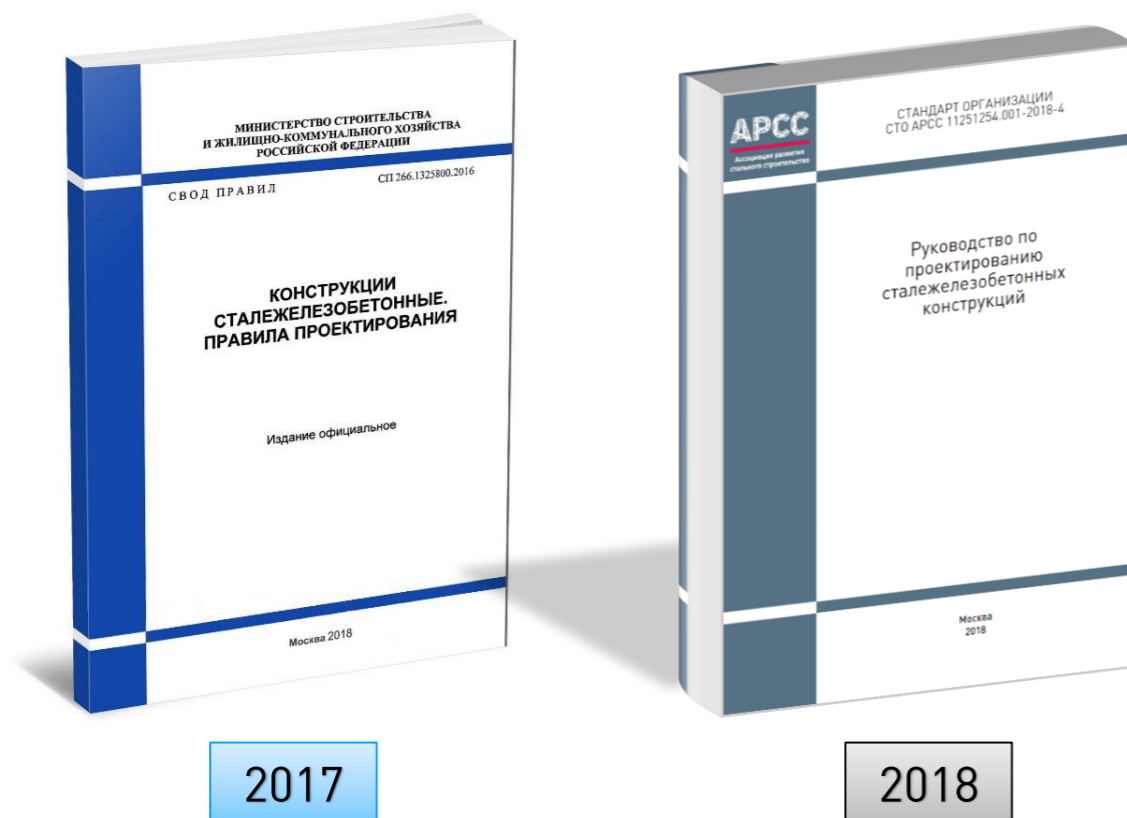 МИНИСТЕРСТВО СТРОИТЕЛЬСТВА
И ЖИЛИЩНО-КОММУНАЛЬНОГО ХОЗЯЙСТВА
РОССИЙСКОЙ ФЕДЕРАЦИИ
СВОД ПРАВИЛ
СП 266.1325800.2016
КОНСТРУКЦИИ
СТАЛЕЖЕЛЕЗОБЕТОННЫЕ.
ПРАВИЛА ПРОЕКТИРОВАНИЯ
Издание официальное
Москва 2018
2017
АРСС
Ассоциация развития
стального строительства
СТАНДАРТ ОРГАНИЗАЦИИ
СТО АРСС 11251254.001-2018-4
Руководство по
проектированию
сталежелезобетонных
конструкций
Москва
2018
2018